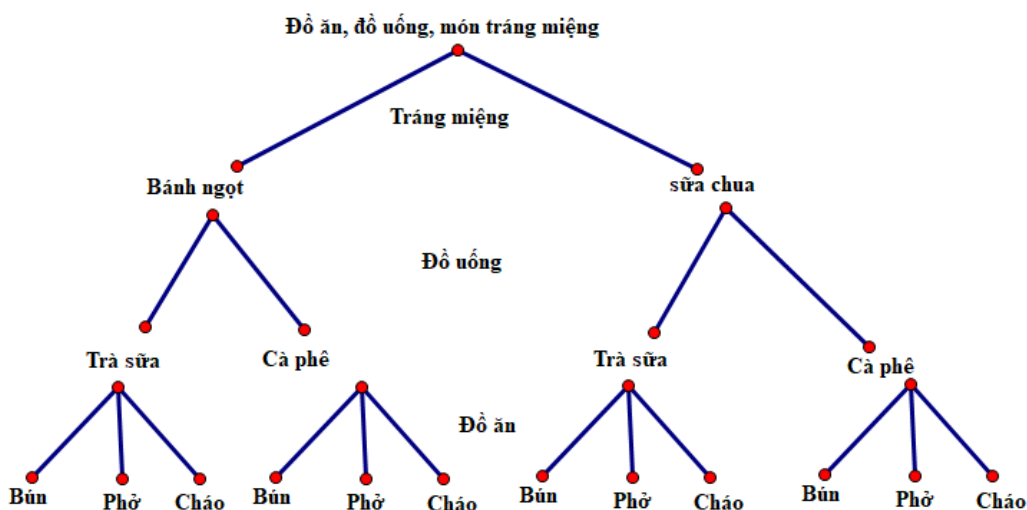 Đồ ăn, đồ uống, món tráng miệng
Tráng miệng
Bánh ngọt
sữa chua
Đồ uống
Trà sữa
Cà phê
Trà sữa
Cà phê
Đồ ăn
Bún
Phở
Cháo
Bún
Phở
Cháo
Bún
Phở
Cháo
Bún
Phở
Cháo